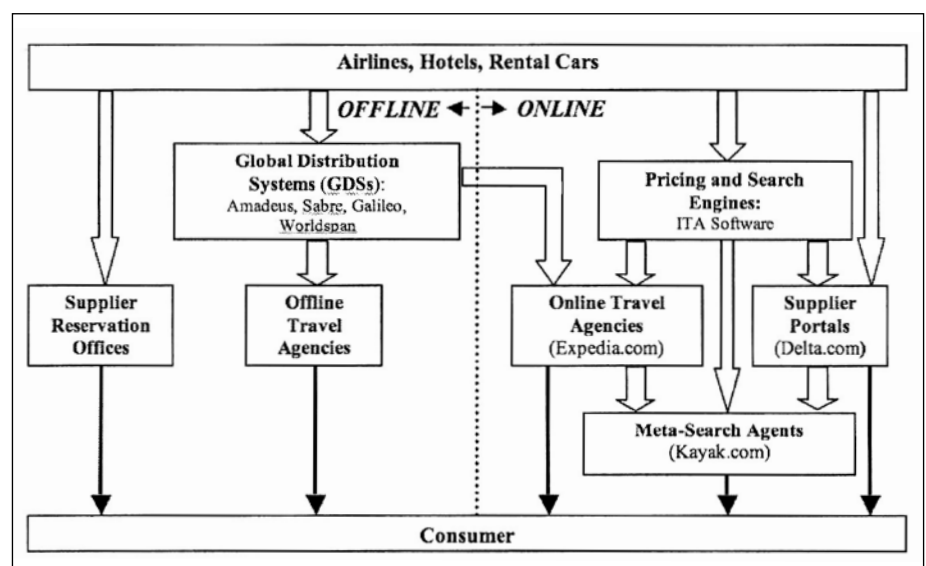 Airlines, Hotels, Rental Cars
OFFLINE ONLINE
Global Distribution
Systems (GDSs):
Amadeus, Sabre, Galileo,
Worldspan
Pricing and Search
Engines:
ITA Software
Supplier
Reservation
Offices
Offline
Travel
Agencies
Online Travel
Agencies
(Expedia.com)
Supplier
Portals
(Delta.com)
Meta-Search Agents
(Kayak.com)
Consumer